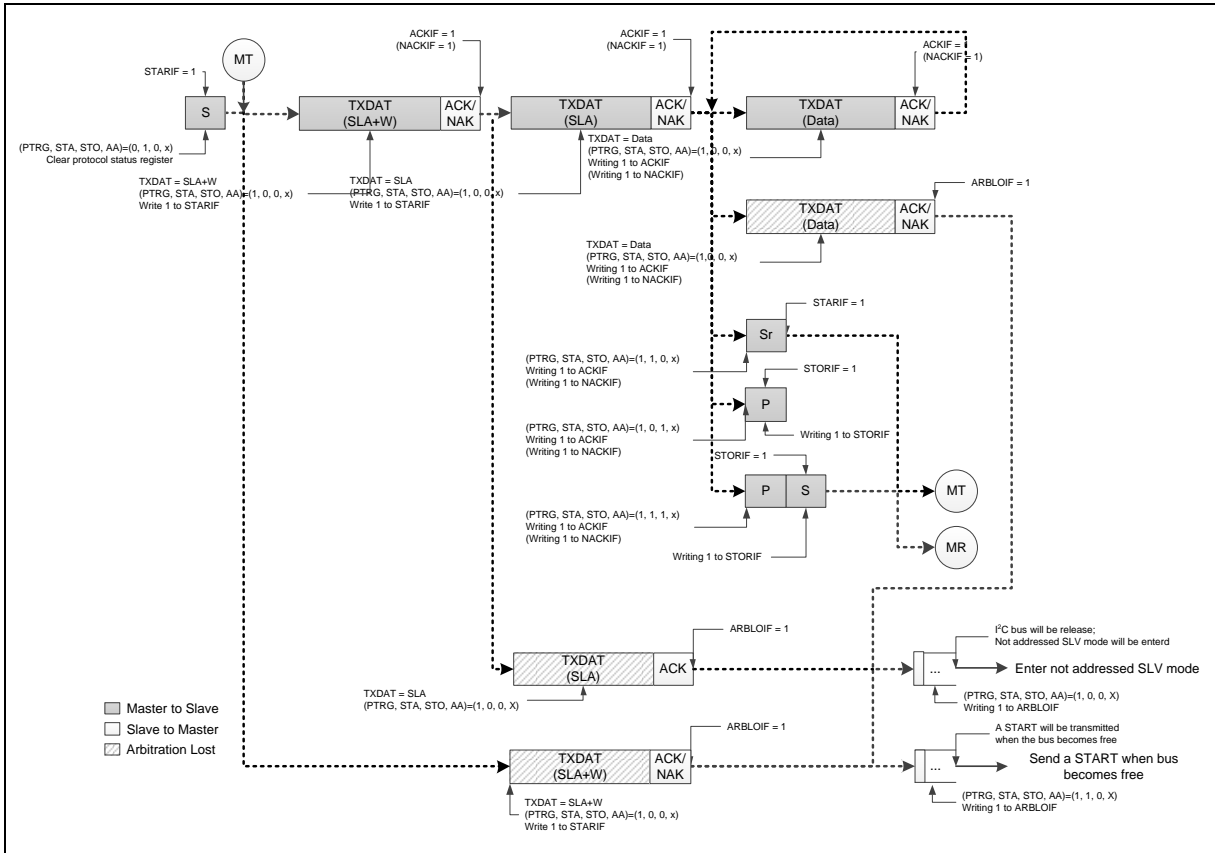 MT
STARIF = 1
ACKIF = 1
(NACKIF = 1)
ACKIF = 1
(NACKIF = 1)
ACKIF =
(NACKIF = 1)
S
TXDAT
(SLA+W)
ACK/
NAK
TXDAT
(SLA)
ACK/
NAK
TXDAT
(Data)
ACK/
NAK
(PTRG, STA, STO, AA)=(0, 1, 0, x)
Clear protocol status register
TXDAT = SLA+W
(PTRG, STA, STO, AA)=(1, 0, 0, x)
Write 1 to STARIF
TXDAT = SLA
(PTRG, STA, STO, AA)=(1, 0, 0, x)
Write 1 to STARIF
TXDAT = Data
(PTRG, STA, STO, AA)=(1, 0, 0, x)
Writing 1 to ACKIF
(Writing 1 to NACKIF)
ARBLOIF = 1
TXDAT
(Data)
ACK/
NAK
TXDAT = Data
(PTRG, STA, STO, AA)=(1,0, 0, x)
Writing 1 to ACKIF
(Writing 1 to NACKIF)
STARIF = 1
Sr
(PTRG, STA, STO, AA)=(1, 1, 0, x)
Writing 1 to ACKIF
(Writing 1 to NACKIF)
STORIF = 1
P
(PTRG, STA, STO, AA)=(1, 0, 1, x)
Writing 1 to ACKIF
(Writing 1 to NACKIF)
Writing 1 to STORIF
STORIF = 1
P
S
MT
(PTRG, STA, STO, AA)=(1, 1, 1, x)
Writing 1 to ACKIF
(Writing 1 to NACKIF)
MR
Writing 1 to STORIF
ARBLOIF = 1
I²C bus will be release;
Not addressed SLV mode will be enterd
TXDAT
(SLA)
ACK
...
Enter not addressed SLV mode
TXDAT = SLA
(PTRG, STA, STO, AA)=(1, 0, 0, X)
(PTRG, STA, STO, AA)=(1, 0, 0, X)
Writing 1 to ARBLOIF
Master to Slave
Slave to Master
Arbitration Lost
ARBLOIF = 1
A START will be transmitted
when the bus becomes free
TXDAT
(SLA+W)
ACK/
NAK
...
Send a START when bus
becomes free
TXDAT = SLA+W
(PTRG, STA, STO, AA)=(1, 0, 0, x)
Write 1 to STARIF
(PTRG, STA, STO, AA)=(1, 1, 0, X)
Writing 1 to ARBLOIF